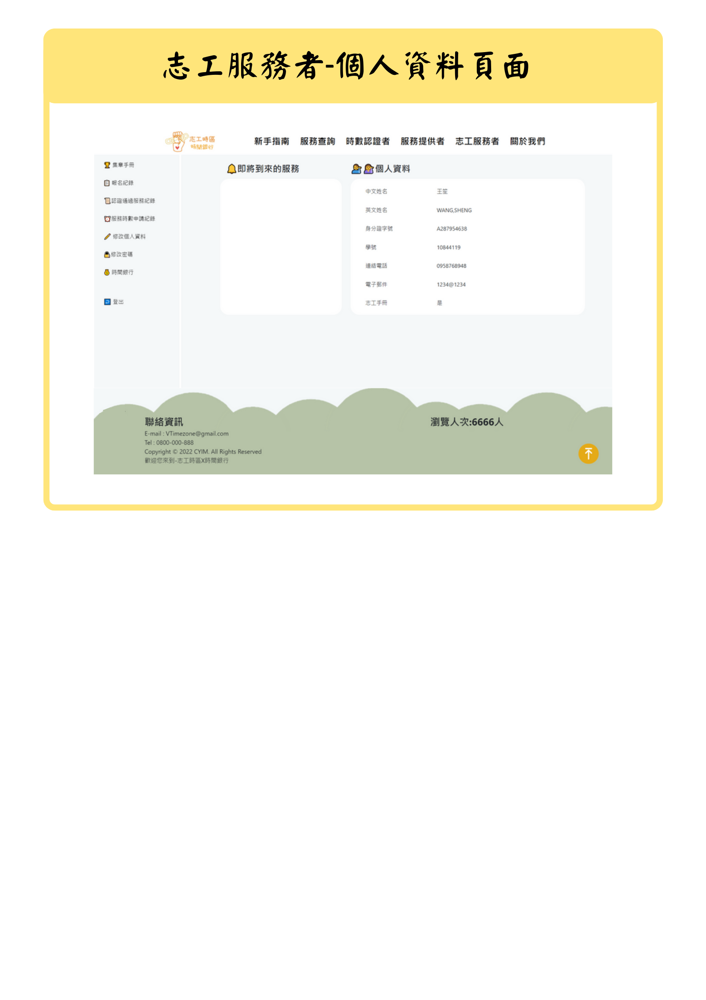 志工服務者-個人資料頁面
志工時區
時間銀行
新手指南 服務查詢 時數認證者 服務提供者 志工服務者 關於我們
集章手冊
報名紀錄
認證通過服務紀錄
服務時數申請紀錄
修改個人資料
修改密碼
時間銀行
登出
即將到來的服務
個人資料
中文姓名 王笙
英文姓名 WANG,SHENG
身分證字號 A287954638
學號 10844119
連絡電話 0958768948
電子郵件 1234@1234
志工手冊 是
聯絡資訊
E-mail : VTimezone@gmail.com
Tel : 0800-000-888
Copyright © 2022 CYIM. All Rights Reserved
歡迎您來到-志工時區X時間銀行
瀏覽人次:6666人